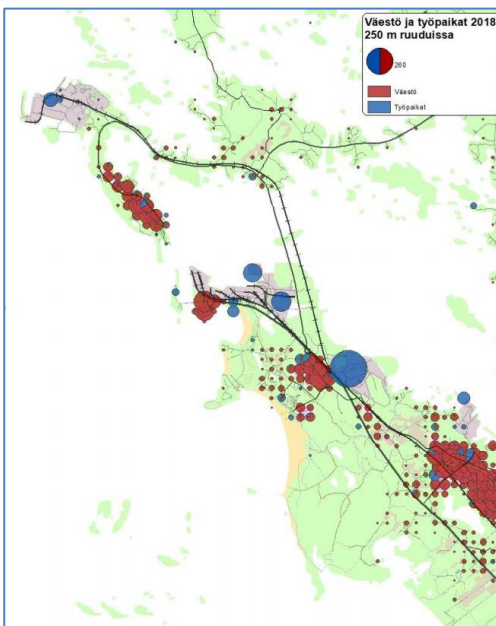 Väestö ja työpaikat 2018
250 m ruuduissa
260
Väestö
Työpaikat